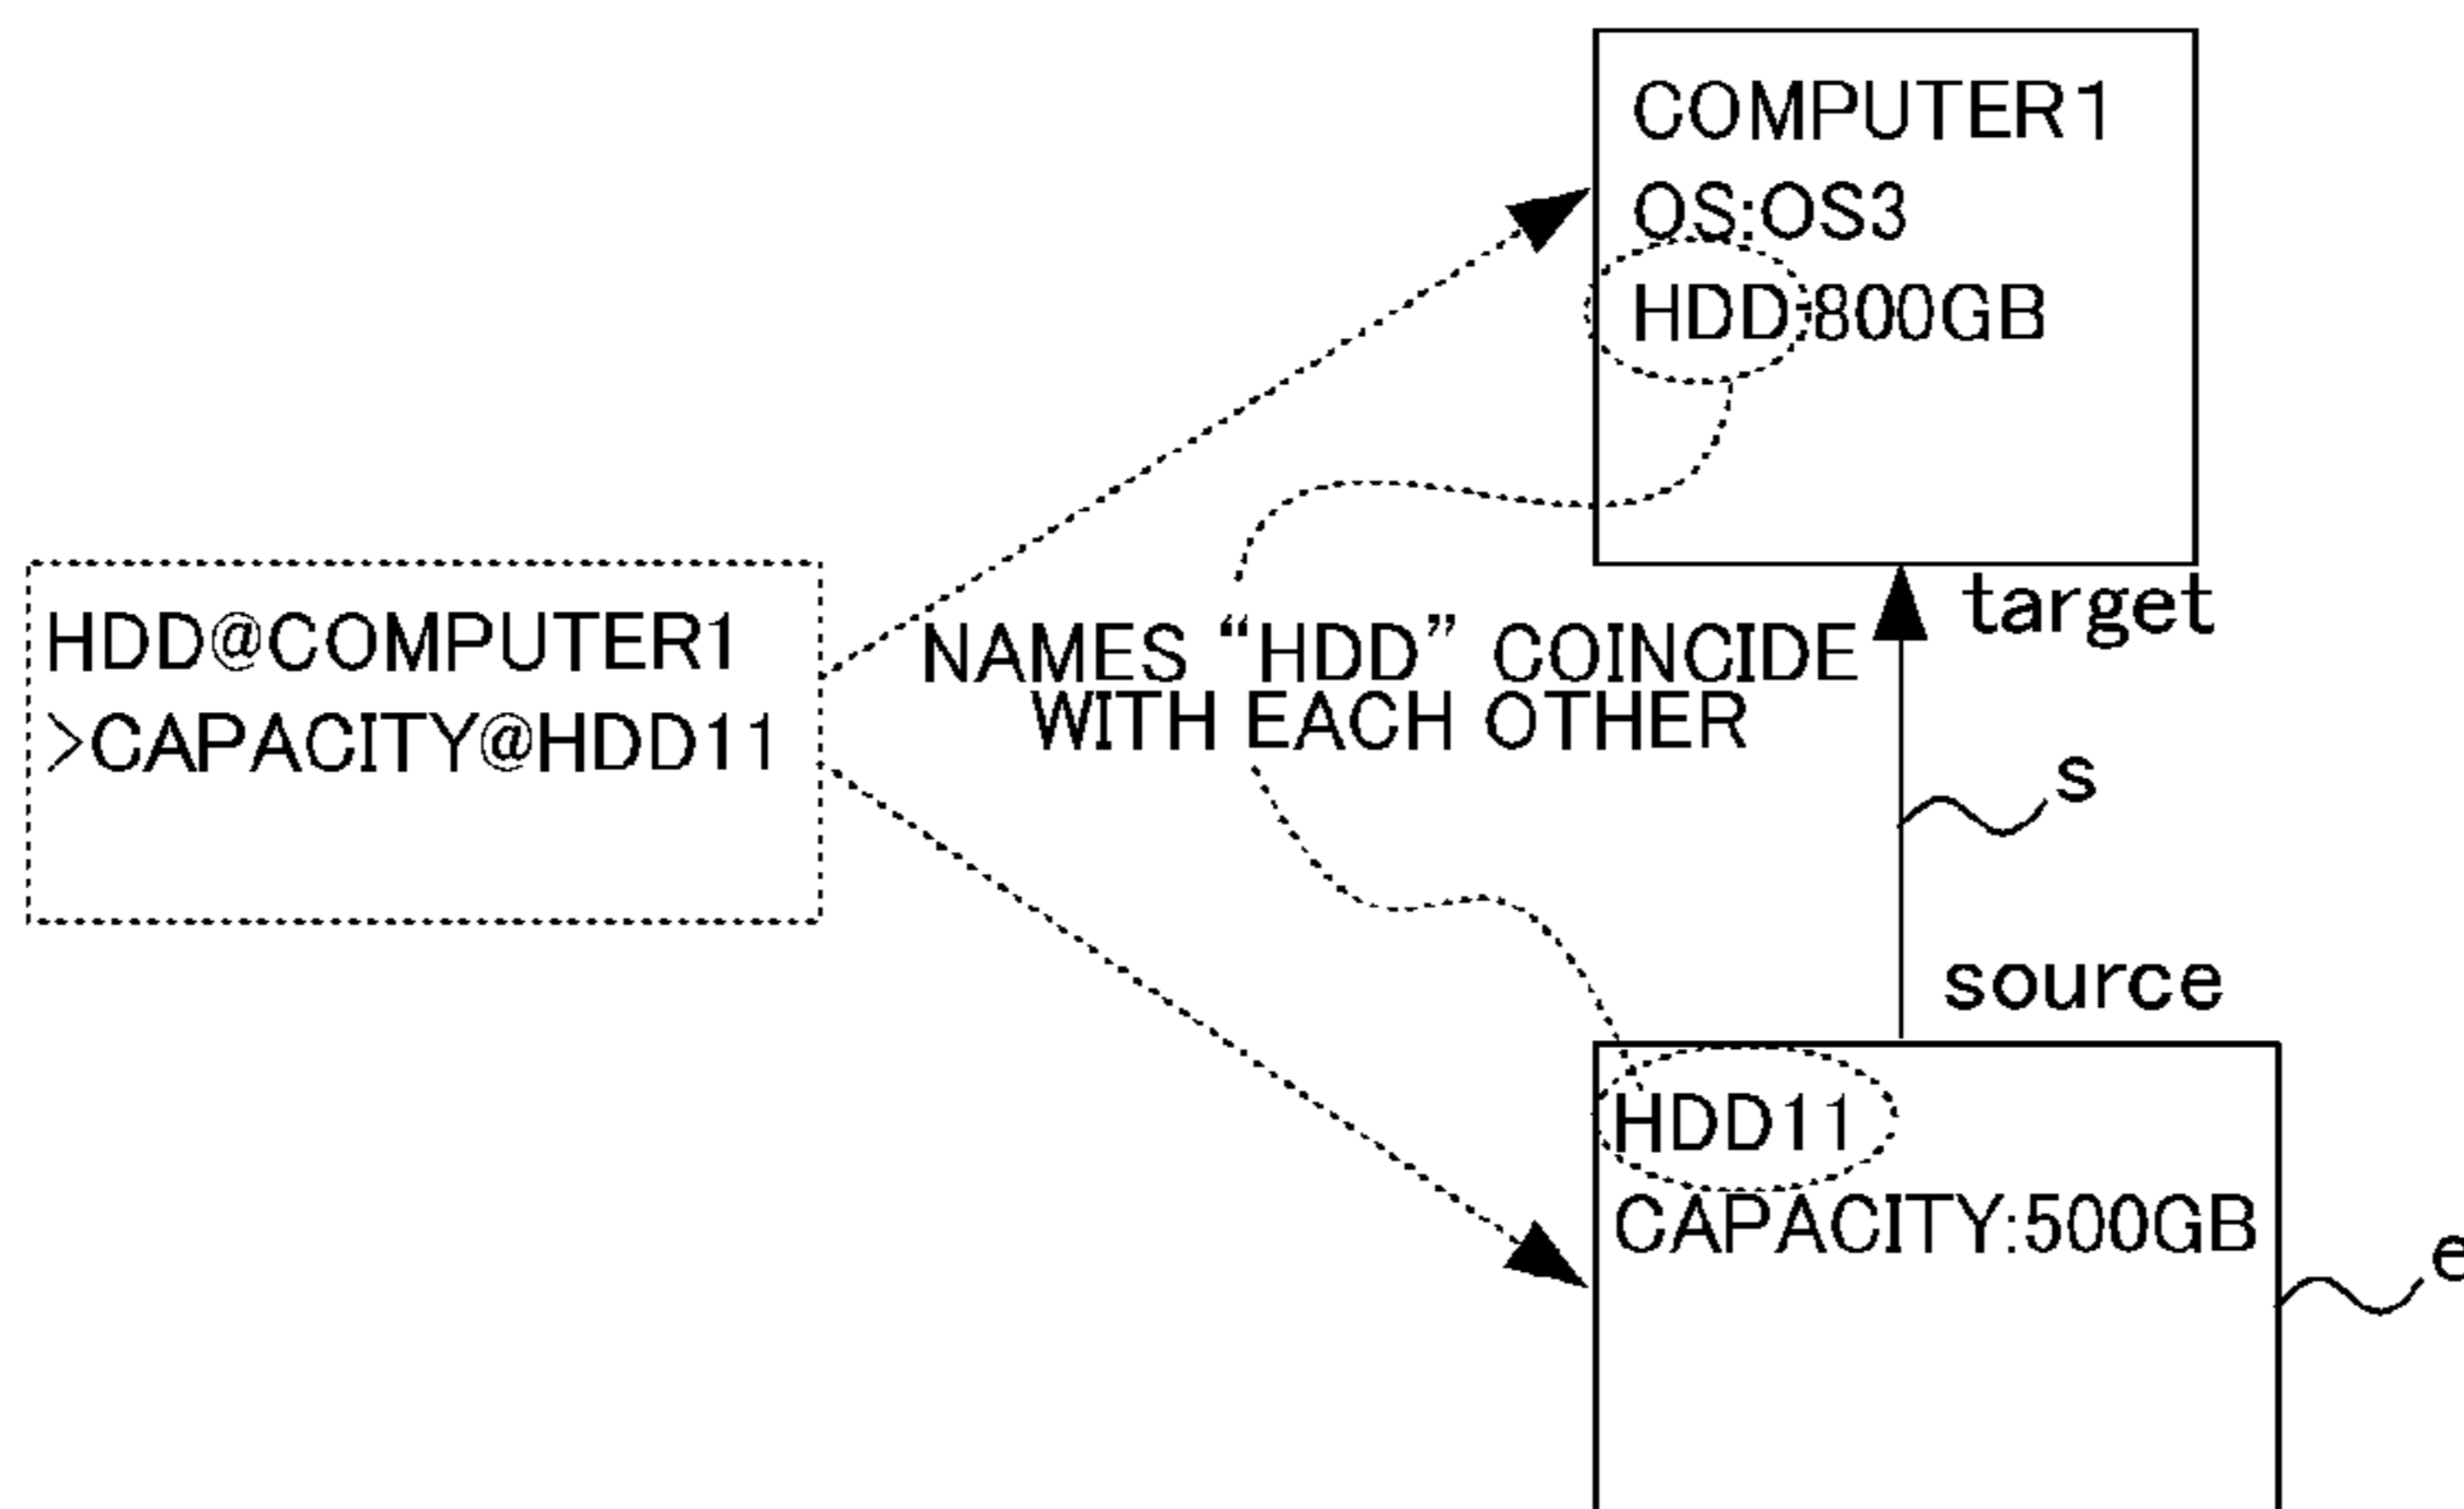 COMPUTER1
OS:OS3
HDD:800GB
target
HDD@COMPUTER1
>CAPACITY@HDD11
NAMES “HDD” COINCIDE
WITH EACH OTHER
s
source
HDD11
CAPACITY:500GB
e